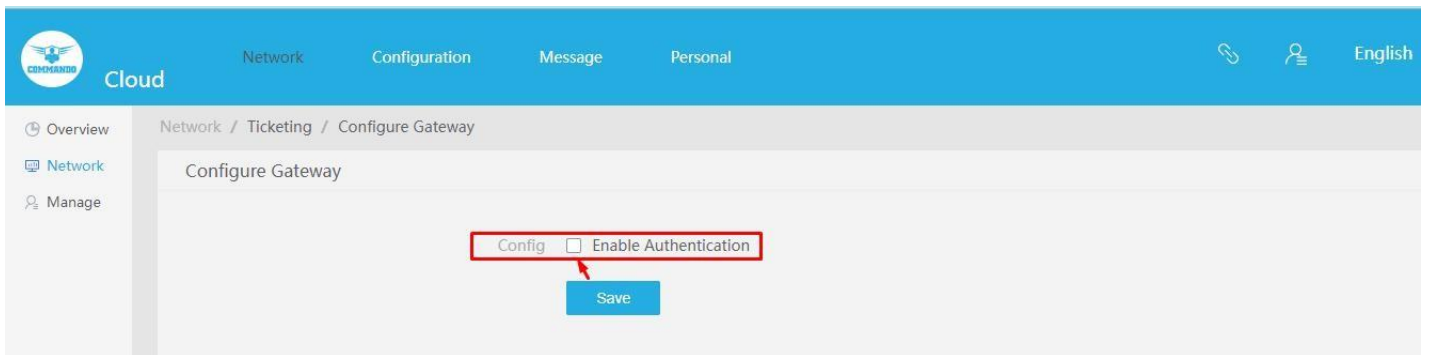 COMMANDO
Cloud
Network Configuration Message Personal English
Overview
Network
Manage
Network / Ticketing / Configure Gateway
Configure Gateway
Config Enable Authentication
Save